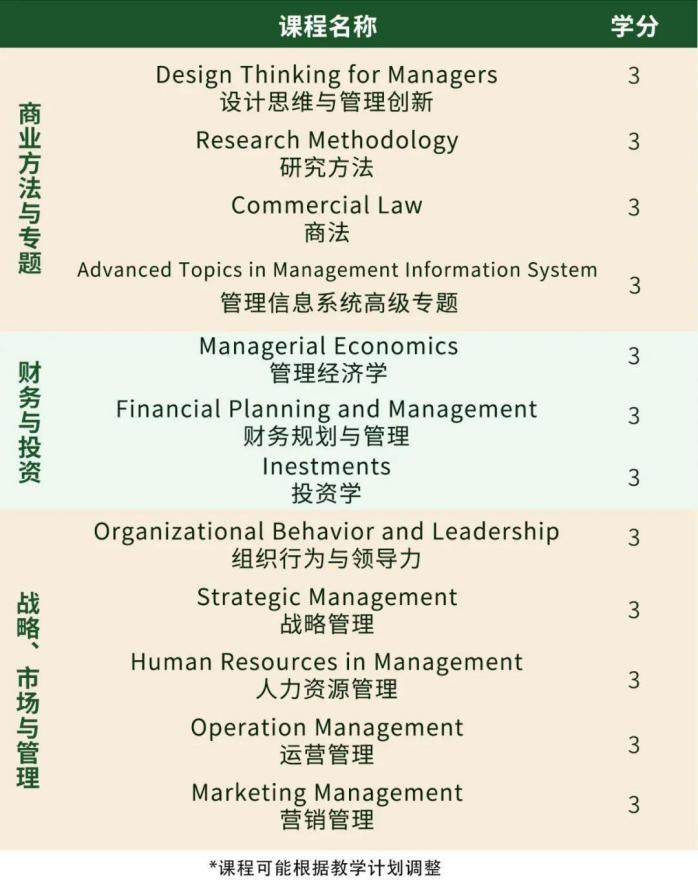 课程名称 学分
商业方法与专题
Design Thinking for Managers 3
设计思维与管理创新
Research Methodology 3
研究方法
Commercial Law 3
商法
Advanced Topics in Management Information System 3
管理信息系统高级专题
财务与投资
Managerial Economics 3
管理经济学
Financial Planning and Management 3
财务规划与管理
Inestments 3
投资学
战略、市场与管理
Organizational Behavior and Leadership 3
组织行为与领导力
Strategic Management 3
战略管理
Human Resources in Management 3
人力资源管理
Operation Management 3
运营管理
Marketing Management 3
营销管理
*课程可能根据教学计划调整